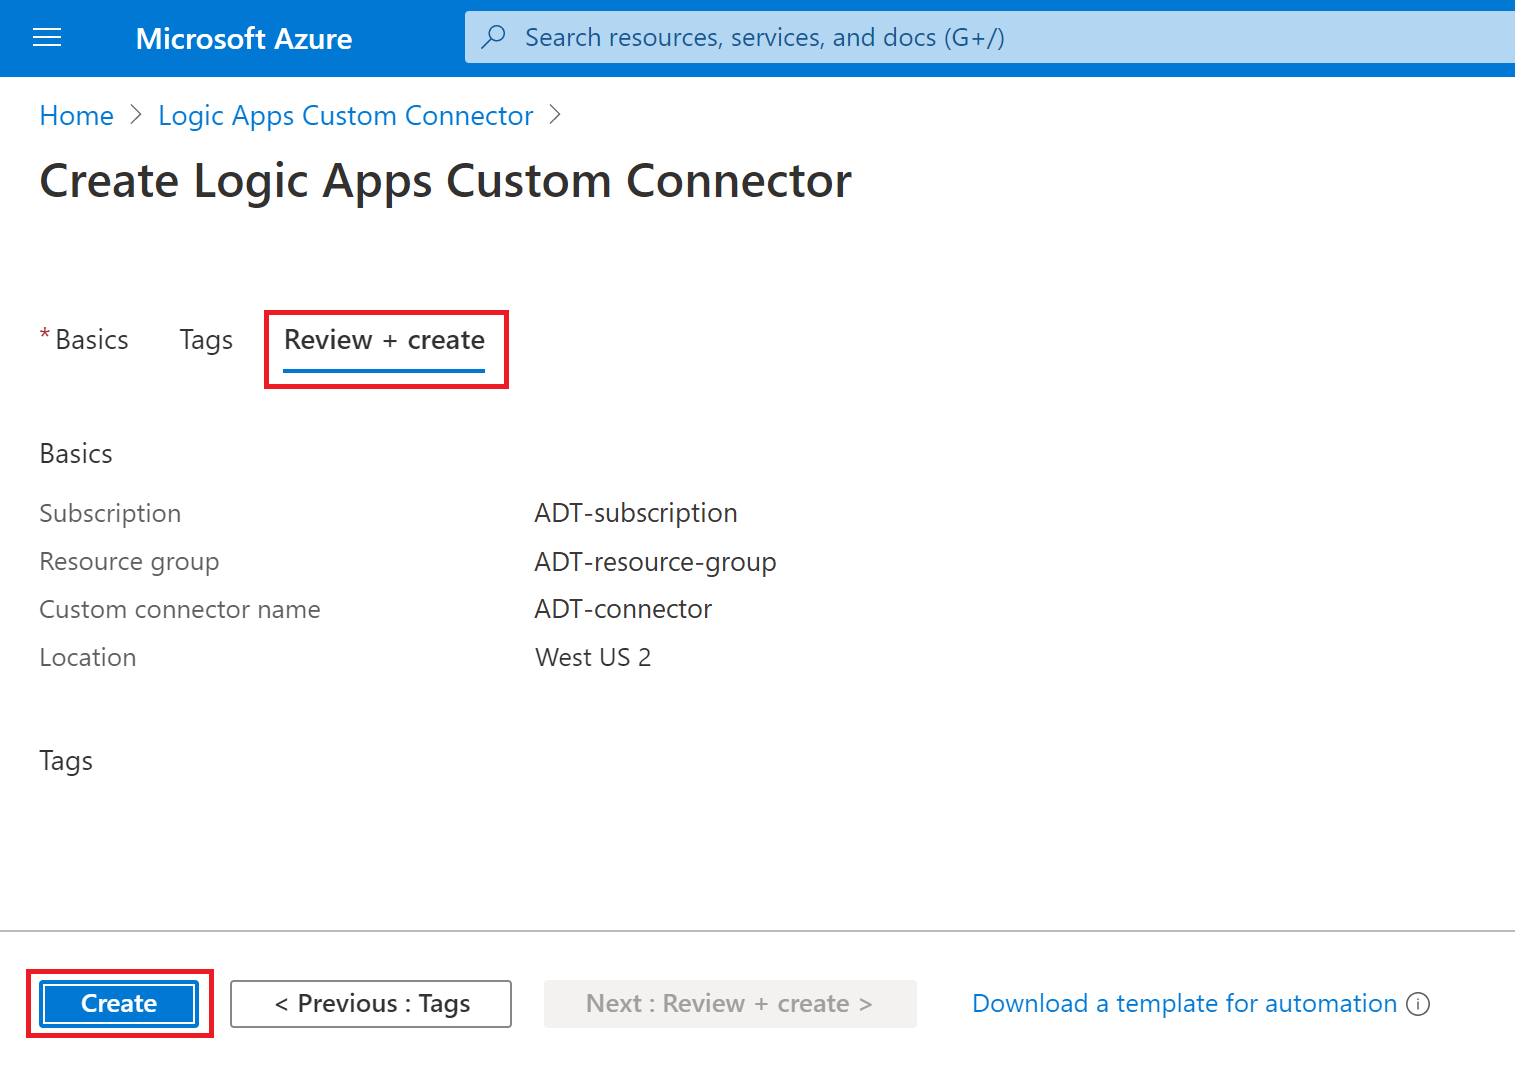 Microsoft Azure
Search resources, services, and docs (G+/)
Home > Logic Apps Custom Connector >
Create Logic Apps Custom Connector
* Basics Tags Review + create
Basics
Subscription ADT-subscription
Resource group ADT-resource-group
Custom connector name ADT-connector
Location West US 2
Tags
Create < Previous : Tags Next : Review + create > Download a template for automation